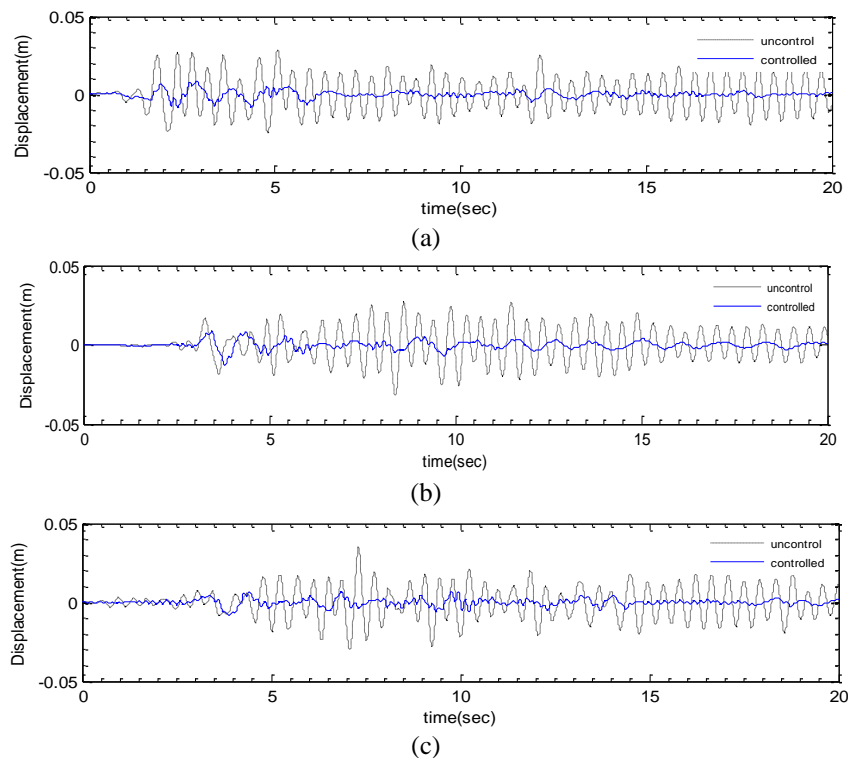 0.05
uncontrol
controlled
Displacement(m)
0
-0.05
0 5 10 15 20
time(sec)
(a)
0.05
uncontrol
controlled
Displacement(m)
0
-0.05
0 5 10 15 20
time(sec)
(b)
0.05
uncontrol
controlled
Displacement(m)
0
-0.05
0 5 10 15 20
time(sec)
(c)